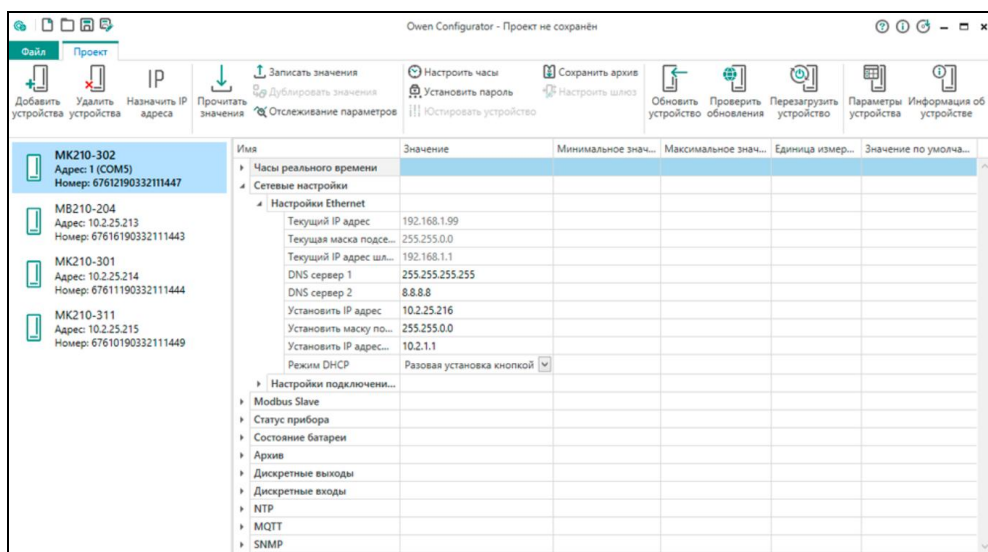 Owen Configurator - Проект не сохранён
Файл Проект
Добавить устройства
Удалить устройства
Назначить IP адреса
Прочитать значения
Записать значения
Дублировать значения
Отслеживание параметров
Настроить часы
Установить пароль
Юстировать устройство
Сохранить архив
Настроить шлюз
Обновить устройство
Проверить обновления
Перезагрузить устройство
Параметры устройства
Информация об устройстве
МК210-302
Адрес: 1 (COM5)
Номер: 67612190332111447
МВ210-204
Адрес: 10.2.25.213
Номер: 67616190332111443
МК210-301
Адрес: 10.2.25.214
Номер: 67611190332111444
МК210-311
Адрес: 10.2.25.215
Номер: 67610190332111449
Имя Значение Минимальное знач... Максимальное знач... Единица измер... Значение по умолча...
Часы реального времени
Сетевые настройки
Настройки Ethernet
Текущий IP адрес 192.168.1.99
Текущая маска подсе... 255.255.0.0
Текущий IP адрес шл... 192.168.1.1
DNS сервер 1 255.255.255.255
DNS сервер 2 8.8.8.8
Установить IP адрес 10.2.25.216
Установить маску по... 255.255.0.0
Установить IP адрес... 10.2.1.1
Режим DHCP Разовая установка кнопкой
Настройки подключени...
Modbus Slave
Статус прибора
Состояние батареи
Архив
Дискретные выходы
Дискретные входы
NTP
MQTT
SNMP